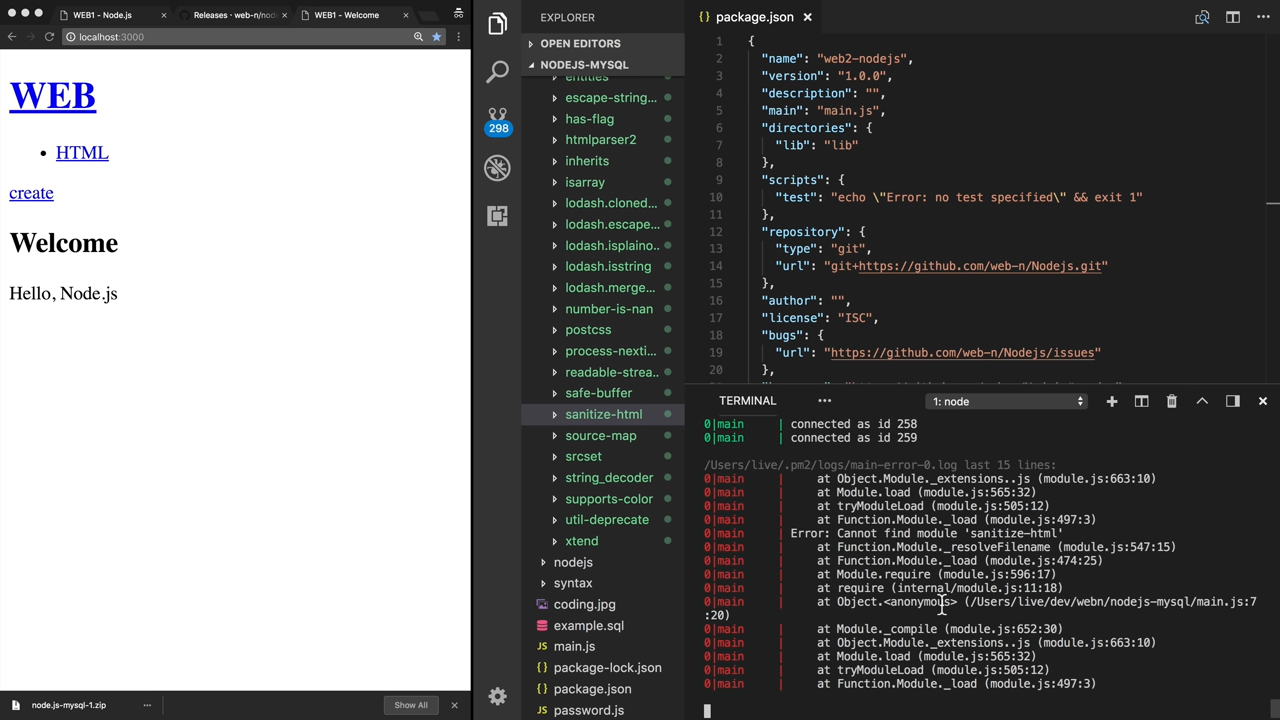 WEB1 - Node.js
Releases · web-n/node
WEB1 - Welcome
localhost:3000
WEB
HTML
create
Welcome
Hello, Node.js
node.js-mysql-1.zip
Show All
298
EXPLORER
OPEN EDITORS
NODEJS-MYSQL
entities
escape-string...
has-flag
htmlparser2
inherits
isarray
lodash.cloned...
lodash.escape...
lodash.isplaino...
lodash.isstring
lodash.merge...
number-is-nan
postcss
process-nexti...
readable-strea...
safe-buffer
sanitize-html
source-map
srcset
string_decoder
supports-color
util-deprecate
xtend
nodejs
syntax
coding.jpg
example.sql
JS main.js
package-lock.json
package.json
JS password.js
{} package.json
1 {
2 "name": "web2-nodejs",
3 "version": "1.0.0",
4 "description": "",
5 "main": "main.js",
6 "directories": {
7 "lib": "lib"
8 },
9 "scripts": {
10 "test": "echo \"Error: no test specified\" && exit 1"
11 },
12 "repository": {
13 "type": "git",
14 "url": "git+https://github.com/web-n/Nodejs.git"
15 },
16 "author": "",
17 "license": "ISC",
18 "bugs": {
19 "url": "https://github.com/web-n/Nodejs/issues"
20 },
TERMINAL
1: node
0|main | connected as id 258
0|main | connected as id 259
/Users/live/.pm2/logs/main-error-0.log last 15 lines:
0|main | at Object.Module._extensions..js (module.js:663:10)
0|main | at Module.load (module.js:565:32)
0|main | at tryModuleLoad (module.js:505:12)
0|main | at Function.Module._load (module.js:497:3)
0|main | Error: Cannot find module 'sanitize-html'
0|main | at Function.Module._resolveFilename (module.js:547:15)
0|main | at Function.Module._load (module.js:474:25)
0|main | at Module.require (module.js:596:17)
0|main | at require (internal/module.js:11:18)
0|main | at Object.<anonymous> (/Users/live/dev/webn/nodejs-mysql/main.js:7
:20)
0|main | at Module._compile (module.js:652:30)
0|main | at Object.Module._extensions..js (module.js:663:10)
0|main | at Module.load (module.js:565:32)
0|main | at tryModuleLoad (module.js:505:12)
0|main | at Function.Module._load (module.js:497:3)